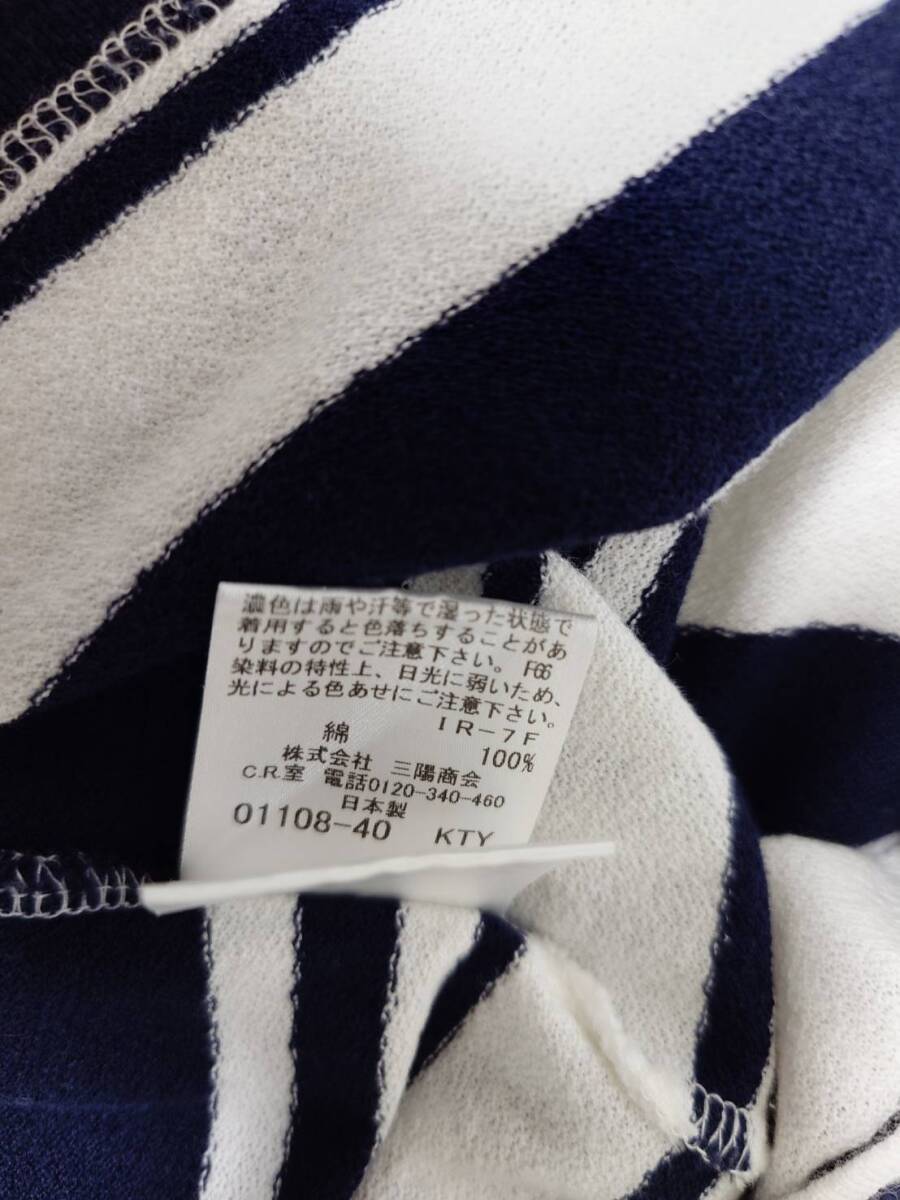 濃色は雨や汗等で湿った状態で
着用すると色落ちすることがあ
りますのでご注意下さい。 F66
染料の特性上、日光に弱いため、
光による色あせにご注意下さい。
IR-7F
綿 100%
株式会社 三陽商会
C.R.室 電話0120-340-460
日本製
01108-40 KTY